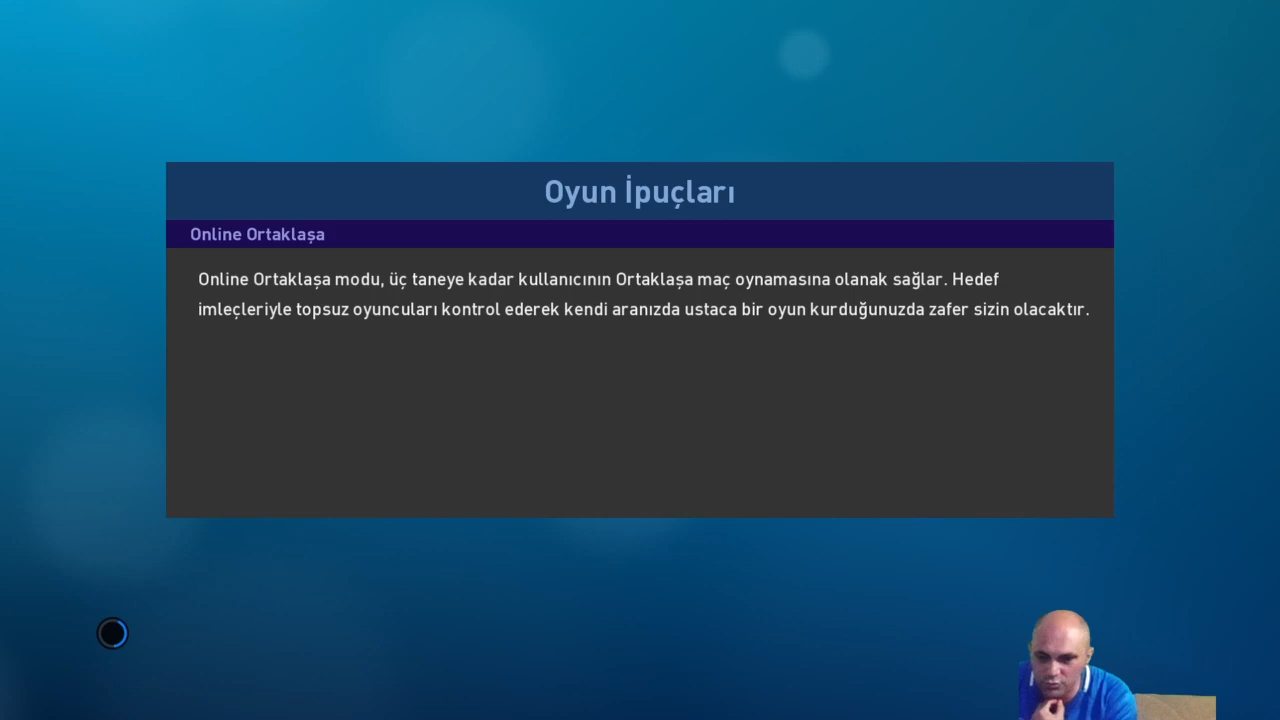 Oyun İpuçları
Online Ortaklaşa
Online Ortaklaşa modu, üç taneye kadar kullanıcının Ortaklaşa maç oynamasına olanak sağlar. Hedef
imleçleriyle topsuz oyuncuları kontrol ederek kendi aranızda ustaca bir oyun kurduğunuzda zafer sizin olacaktır.